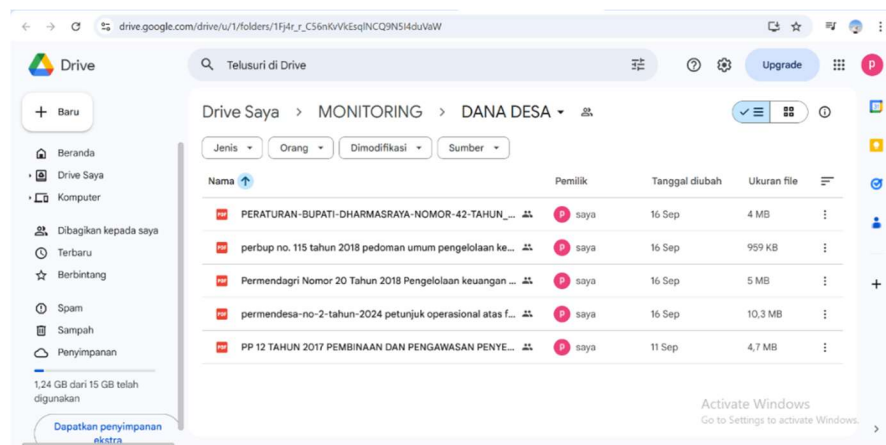 drive.google.com/drive/u/1/folders/1Fj4r_r_C56nKvVkEsqlNCQ9N5I4duVaW
Drive
Telusuri di Drive
Upgrade
P
Baru
Drive Saya > MONITORING > DANA DESA
Beranda
Drive Saya
Komputer
Dibagikan kepada saya
Terbaru
Berbintang
Spam
Sampah
Penyimpanan
1,24 GB dari 15 GB telah
digunakan
Dapatkan penyimpanan
ekstra
Jenis Orang Dimodifikasi Sumber
Nama Pemilik Tanggal diubah Ukuran file
PDF PERATURAN-BUPATI-DHARMASRAYA-NOMOR-42-TAHUN_... P saya 16 Sep 4 MB
PDF perbup no. 115 tahun 2018 pedoman umum pengelolaan ke... P saya 16 Sep 959 KB
PDF Permendagri Nomor 20 Tahun 2018 Pengelolaan keuangan ... P saya 16 Sep 5 MB
PDF permendesa-no-2-tahun-2024 petunjuk operasional atas f... P saya 16 Sep 10,3 MB
PDF PP 12 TAHUN 2017 PEMBINAAN DAN PENGAWASAN PENYE... P saya 11 Sep 4,7 MB
Activate Windows
Go to Settings to activate Windows.